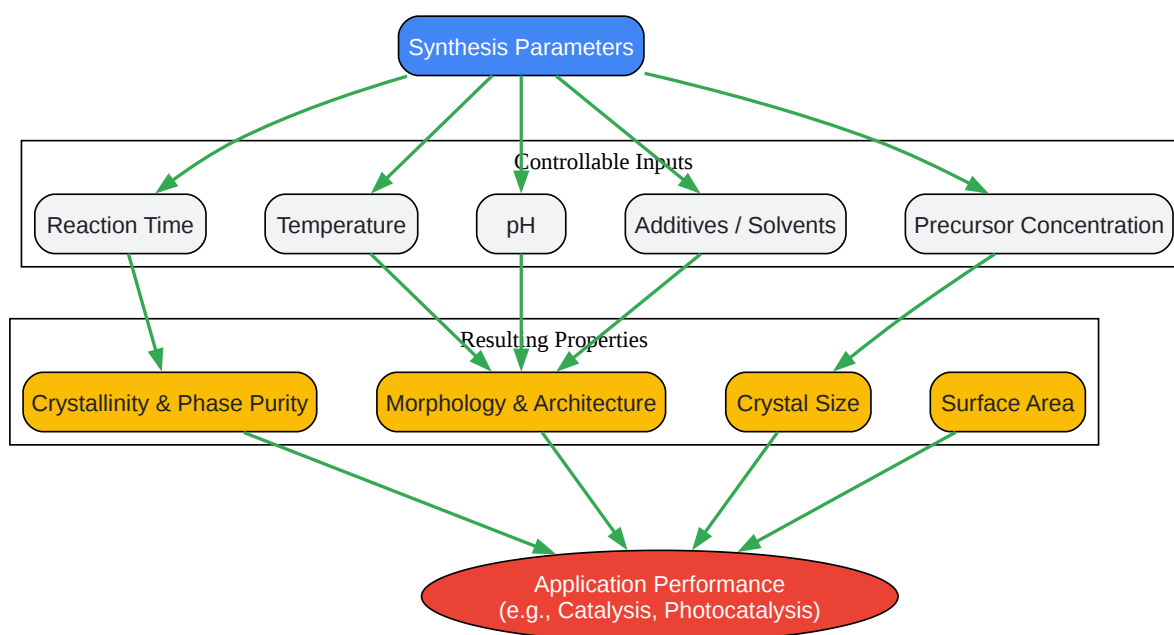 Synthesis Parameters
Controllable Inputs
Reaction Time
Temperature
pH
Additives / Solvents
Precursor Concentration
Resulting Properties
Crystallinity & Phase Purity
Morphology & Architecture
Crystal Size
Surface Area
Application Performance
(e.g., Catalysis, Photocatalysis)